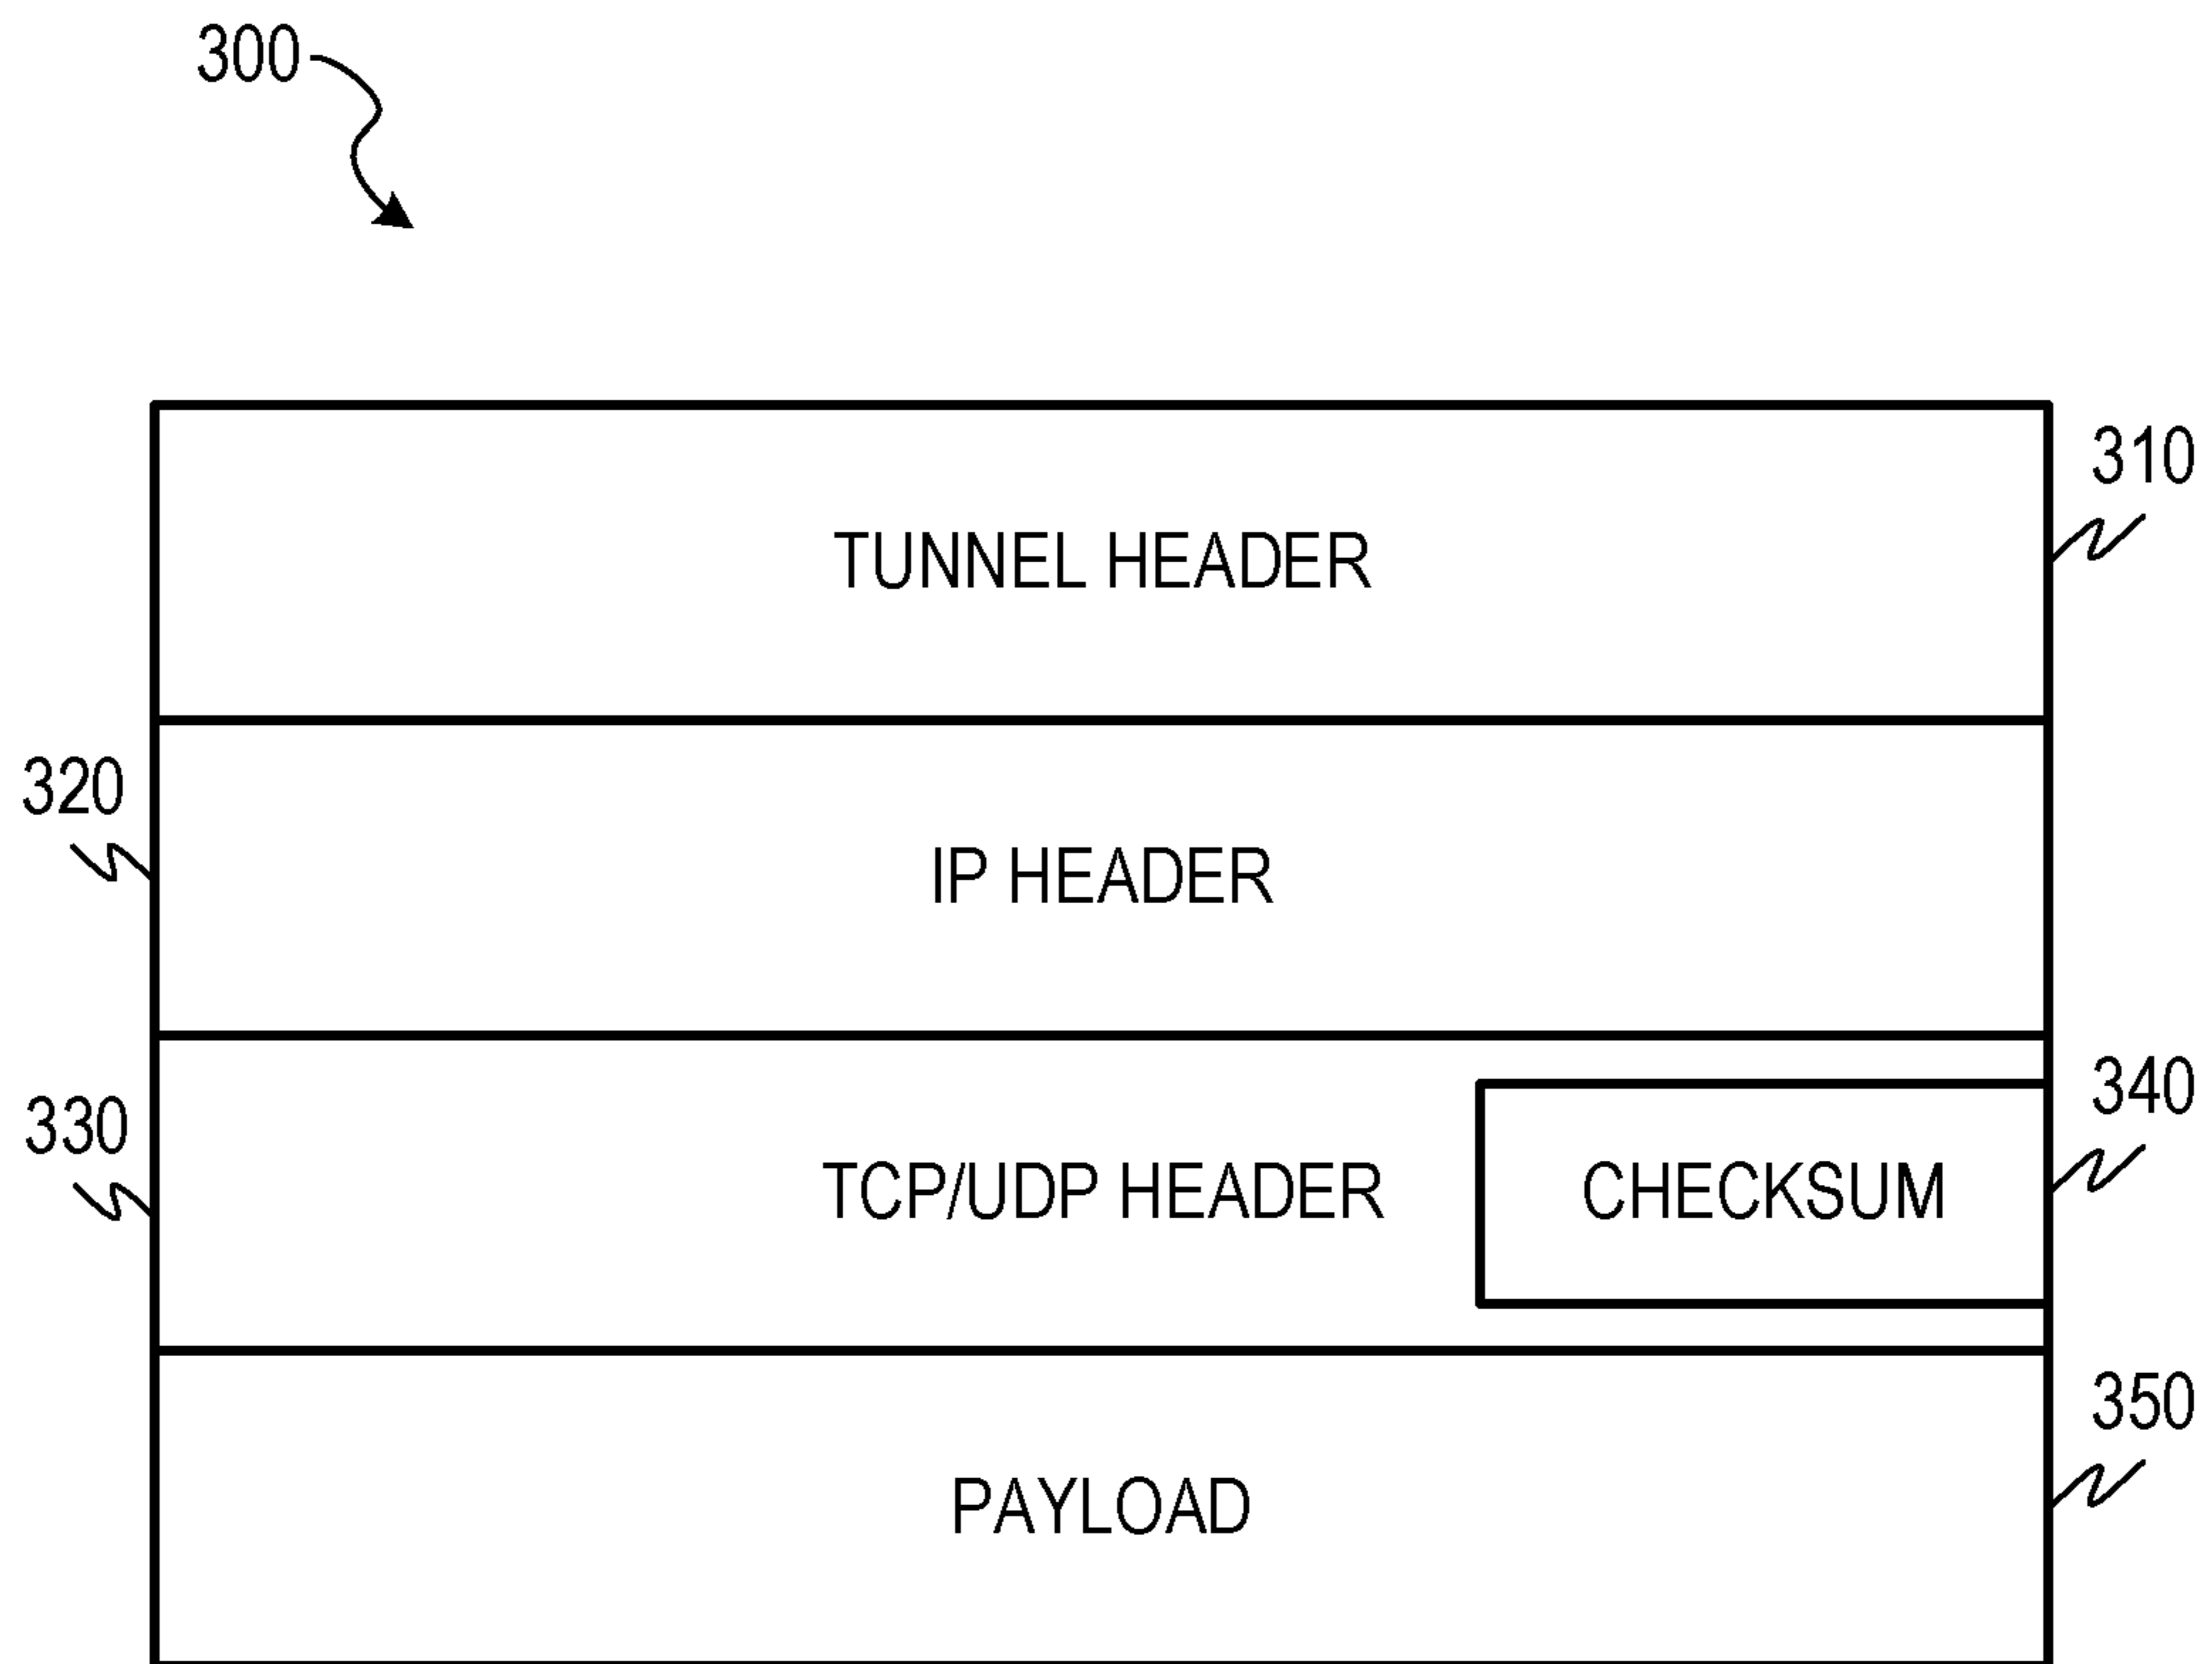 300
310
TUNNEL HEADER
320
IP HEADER
340
330
TCP/UDP HEADER
CHECKSUM
350
PAYLOAD